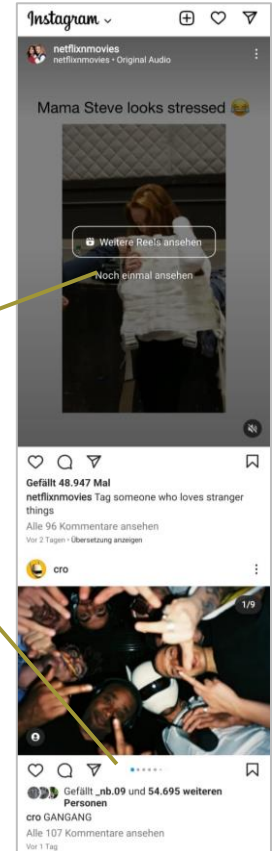 Instagram
netflixnmovies
netflixnmovies • Original Audio
Mama Steve looks stressed 😂
Weitere Reels ansehen
Noch einmal ansehen
Gefällt 48.947 Mal
netflixnmovies Tag someone who loves stranger
things
Alle 96 Kommentare ansehen
Vor 2 Tagen • Übersetzung anzeigen
cro
1/9
Gefällt _nb.09 und 54.695 weiteren
Personen
cro GANGANG
Alle 107 Kommentare ansehen
Vor 1 Tag